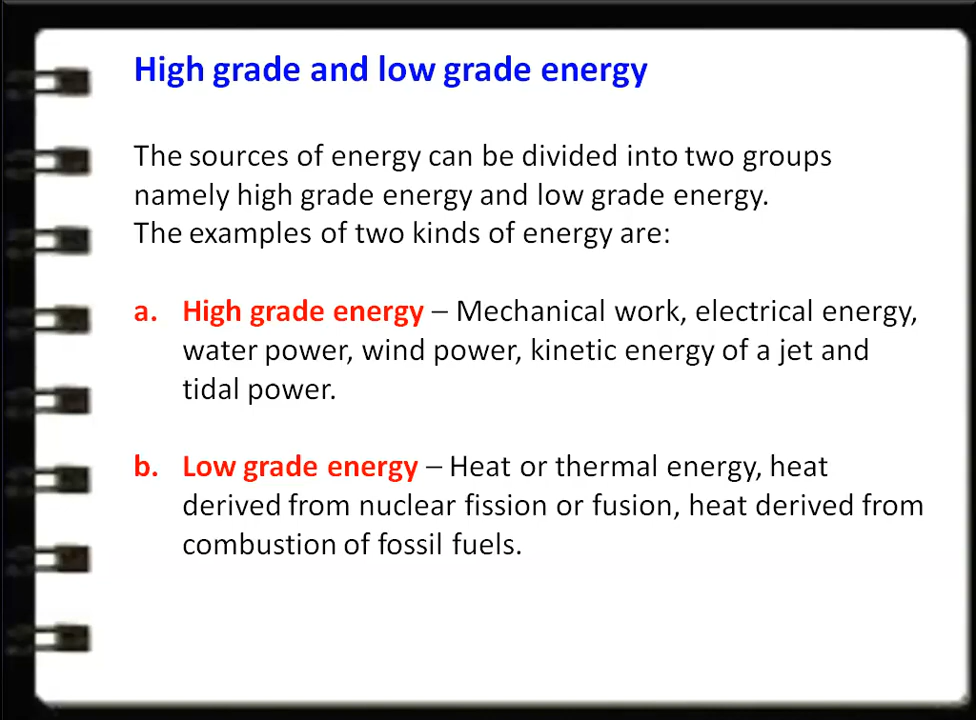 High grade and low grade energy
The sources of energy can be divided into two groups
namely high grade energy and low grade energy.
The examples of two kinds of energy are:
a. High grade energy – Mechanical work, electrical energy,
water power, wind power, kinetic energy of a jet and
tidal power.
b. Low grade energy – Heat or thermal energy, heat
derived from nuclear fission or fusion, heat derived from
combustion of fossil fuels.